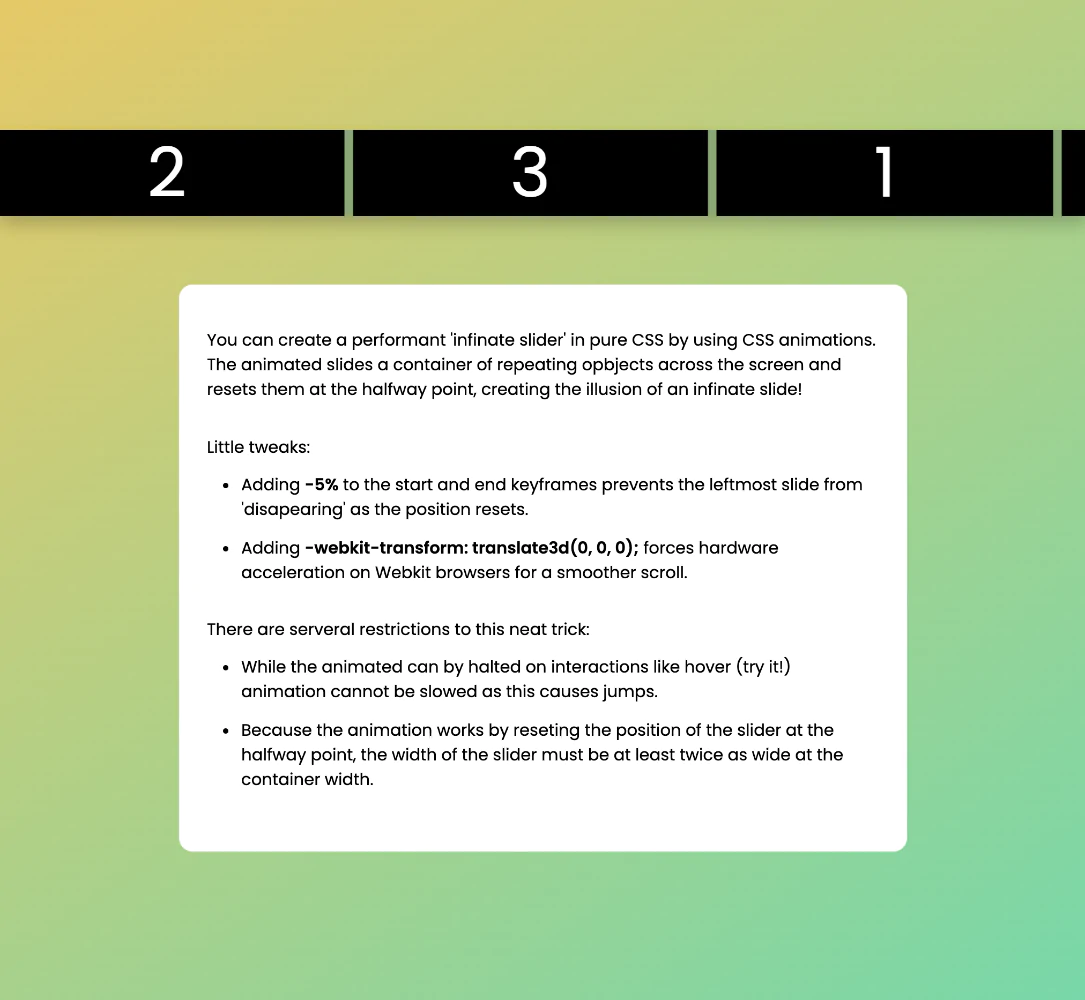 2 3 1
You can create a performant 'infinate slider' in pure CSS by using CSS animations.
The animated slides a container of repeating opbjects across the screen and
resets them at the halfway point, creating the illusion of an infinate slide!
Little tweaks:
• Adding -5% to the start and end keyframes prevents the leftmost slide from
'disapearing' as the position resets.
• Adding -webkit-transform: translate3d(0, 0, 0); forces hardware
acceleration on Webkit browsers for a smoother scroll.
There are serveral restrictions to this neat trick:
• While the animated can by halted on interactions like hover (try it!)
animation cannot be slowed as this causes jumps.
• Because the animation works by reseting the position of the slider at the
halfway point, the width of the slider must be at least twice as wide at the
container width.